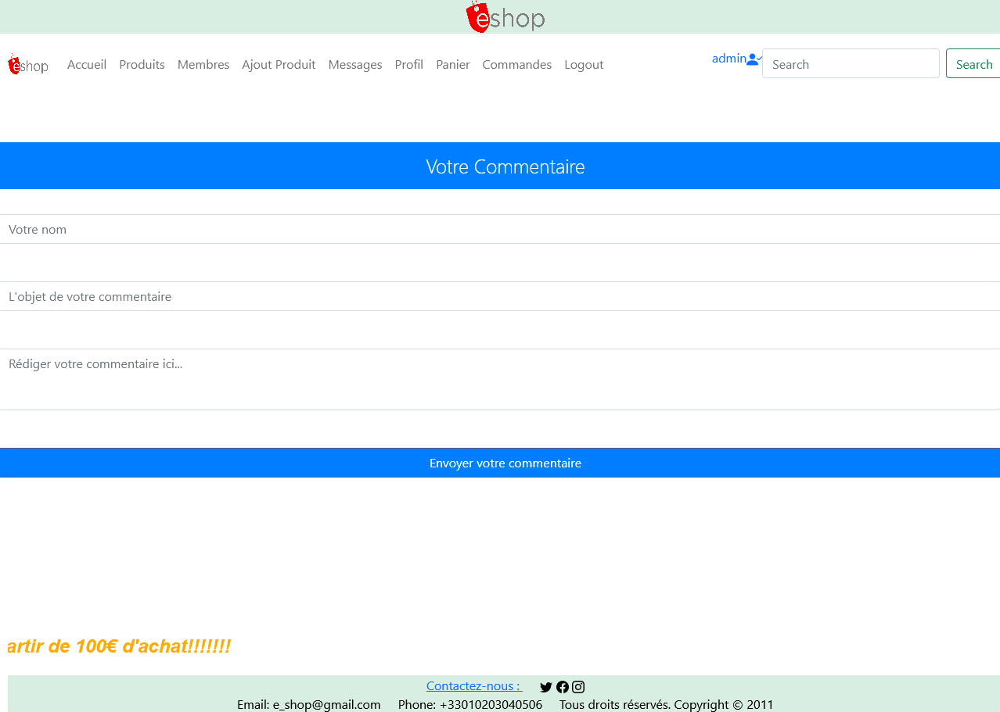 eshop
eshop Accueil Produits Membres Ajout Produit Messages Profil Panier Commandes Logout admin Search Search
Votre Commentaire
Votre nom
L'objet de votre commentaire
Rédiger votre commentaire ici...
Envoyer votre commentaire
artir de 100€ d'achat!!!!!!!
Contactez-nous :
Email: e_shop@gmail.com Phone: +33010203040506 Tous droits réservés. Copyright © 2011